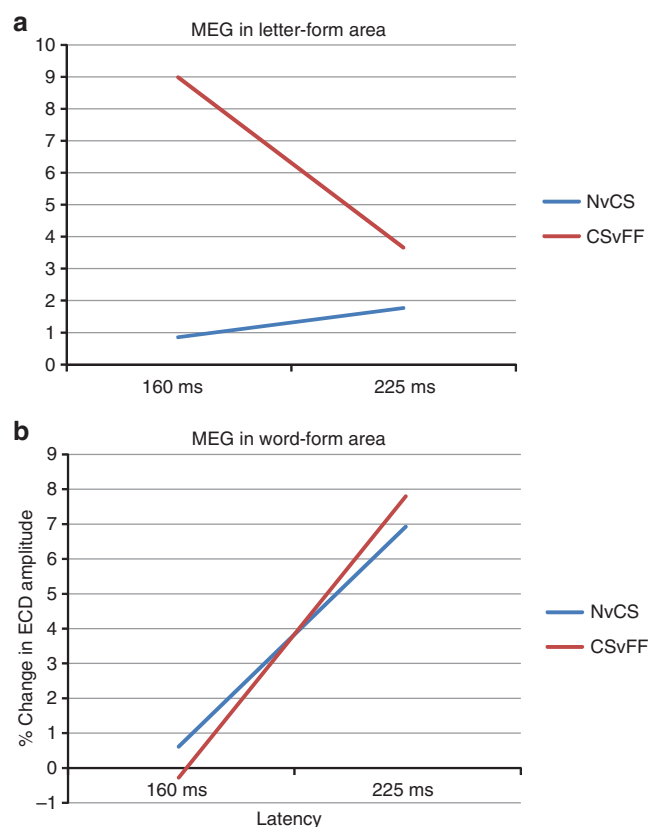 a
MEG in letter-form area
10
9
8
7
6
5
4
3
2
1
0
160 ms
225 ms
NvCS
CSvFF
b
MEG in word-form area
% Change in ECD amplitude
9
8
7
6
5
4
3
2
1
0
–1
160 ms
225 ms
Latency
NvCS
CSvFF